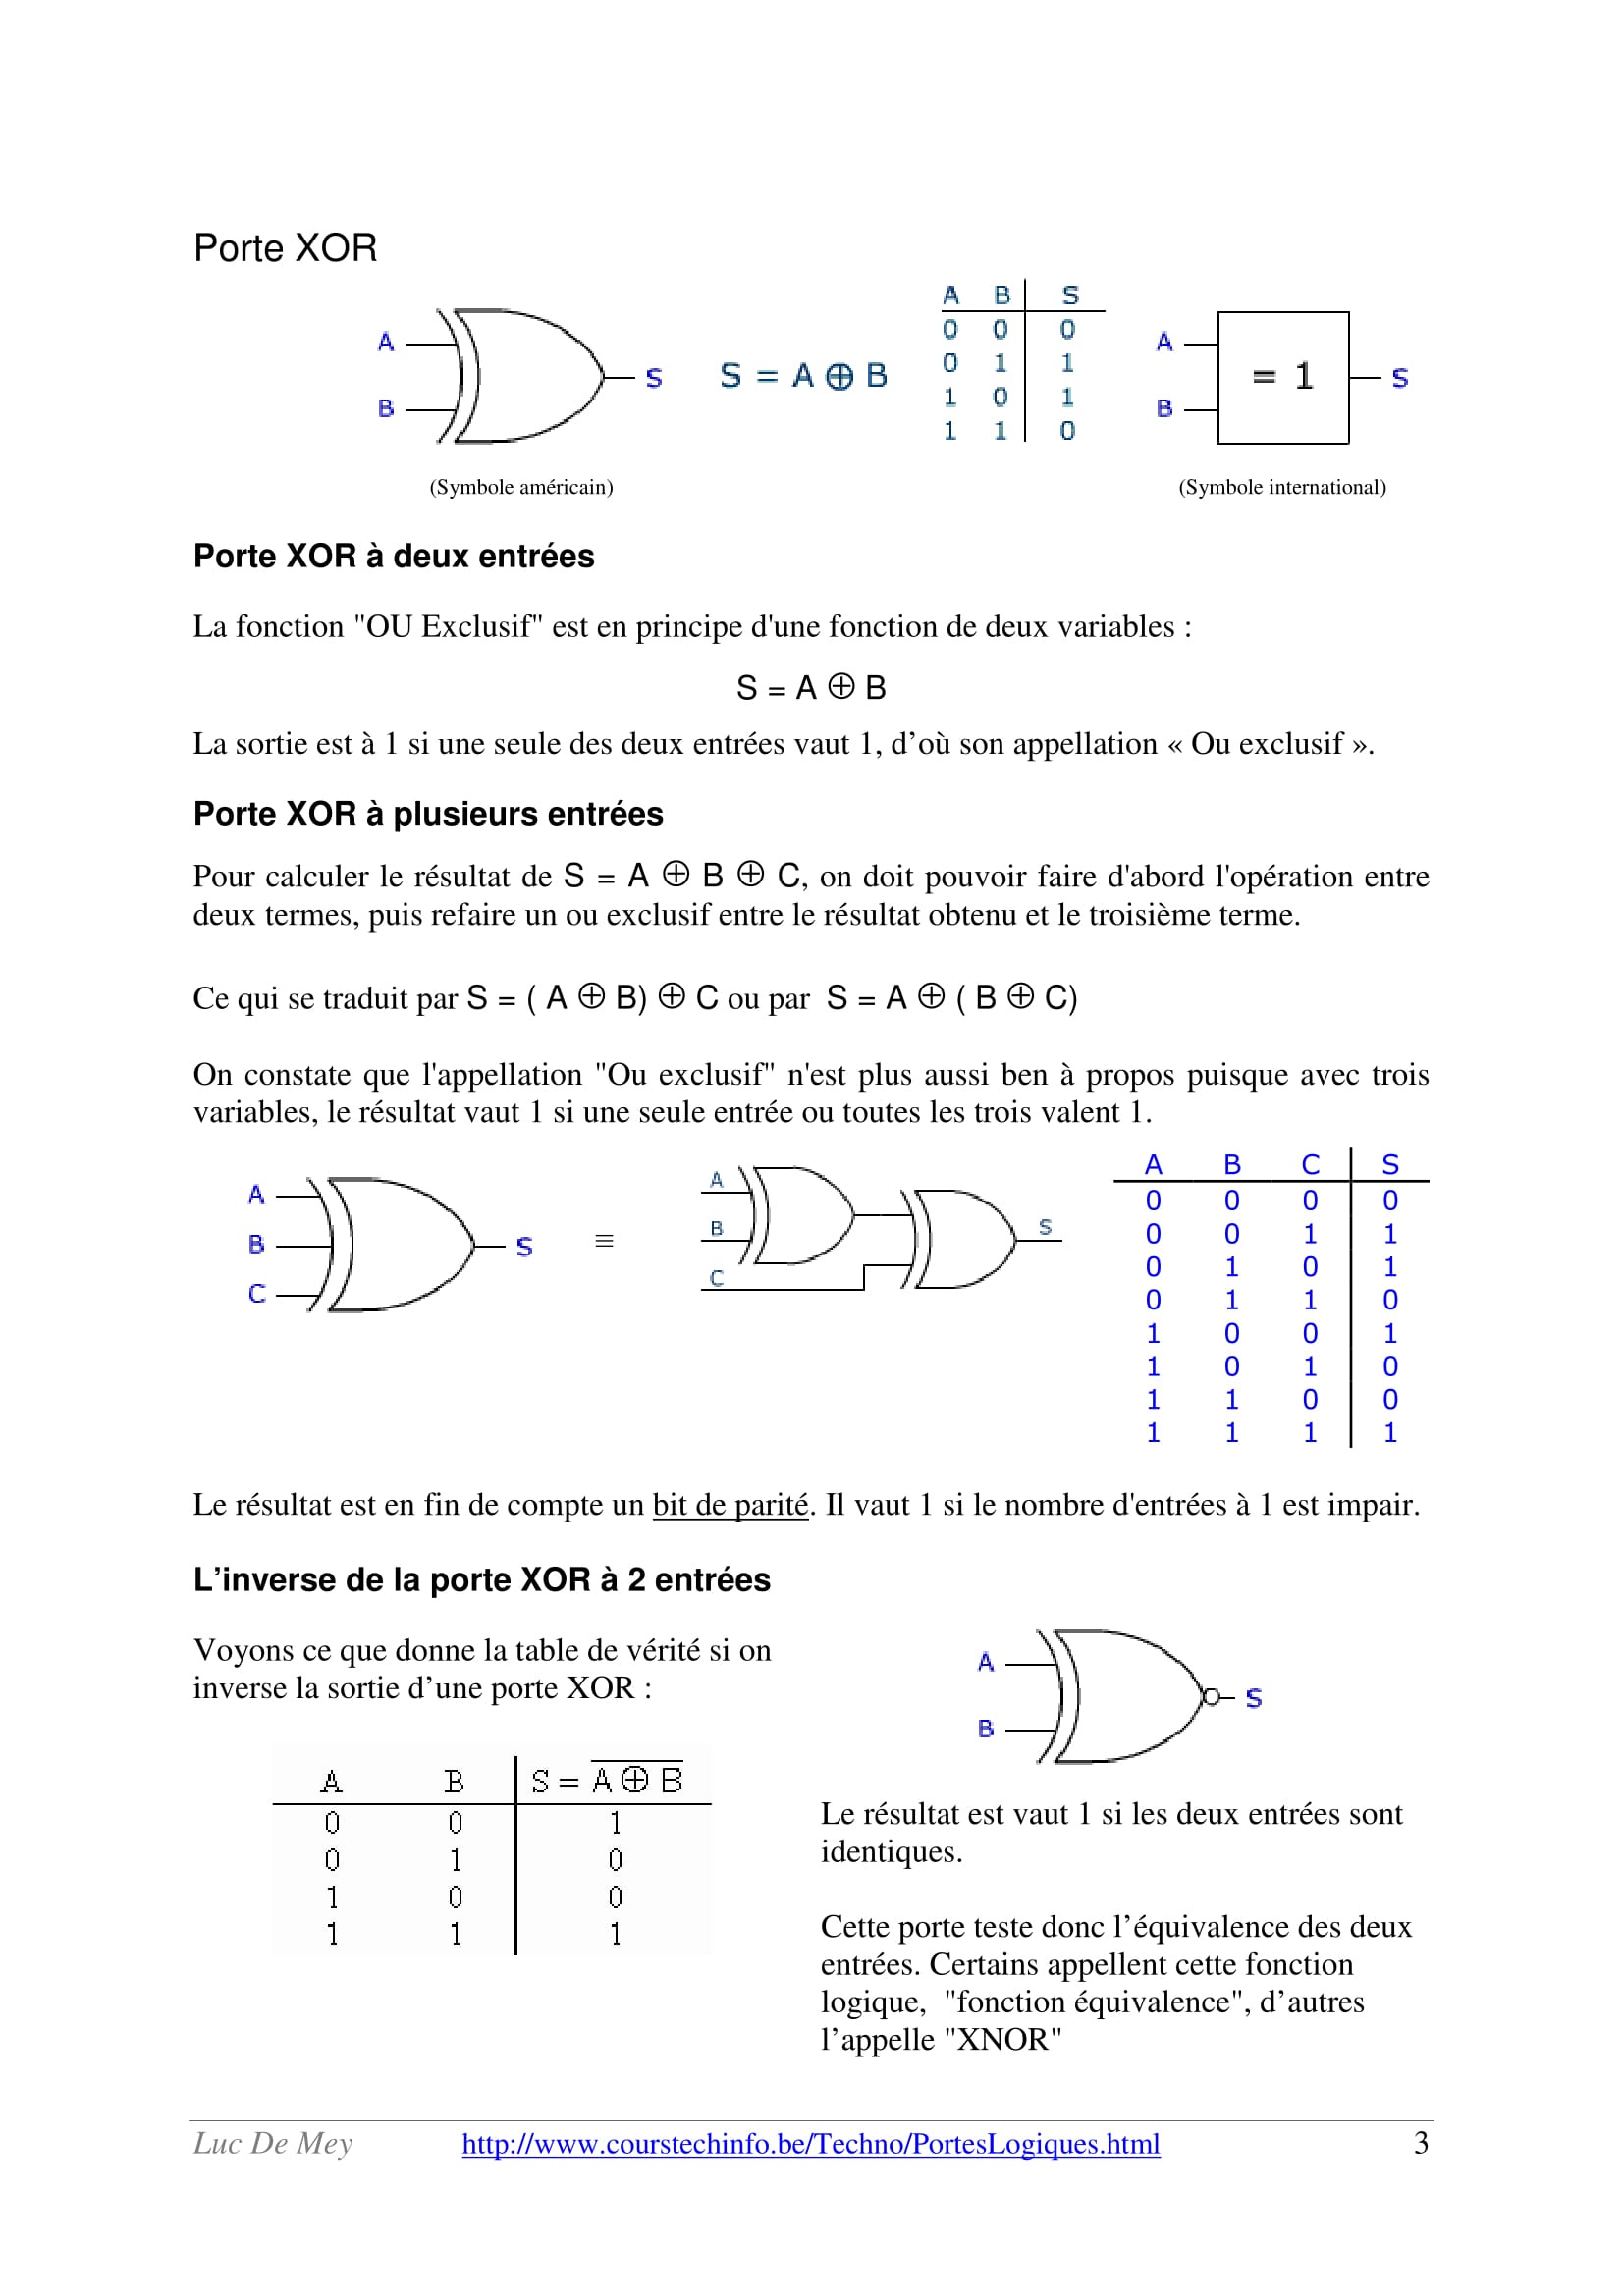 Porte XOR
A B S = A ⊕ B S
A B S
0 0 0
0 1 1
1 0 1
1 1 0
A B = 1 S
(Symbole américain) (Symbole international)
Porte XOR à deux entrées
La fonction "OU Exclusif" est en principe d'une fonction de deux variables :
S = A ⊕ B
La sortie est à 1 si une seule des deux entrées vaut 1, d’où son appellation « Ou exclusif ».
Porte XOR à plusieurs entrées
Pour calculer le résultat de S = A ⊕ B ⊕ C, on doit pouvoir faire d'abord l'opération entre
deux termes, puis refaire un ou exclusif entre le résultat obtenu et le troisième terme.
Ce qui se traduit par S = ( A ⊕ B) ⊕ C ou par S = A ⊕ ( B ⊕ C)
On constate que l'appellation "Ou exclusif" n'est plus aussi ben à propos puisque avec trois
variables, le résultat vaut 1 si une seule entrée ou toutes les trois valent 1.
A
B S
C
≡
A
B S
C
A B C S
0 0 0 0
0 0 1 1
0 1 0 1
0 1 1 0
1 0 0 1
1 0 1 0
1 1 0 0
1 1 1 1
Le résultat est en fin de compte un bit de parité. Il vaut 1 si le nombre d'entrées à 1 est impair.
L’inverse de la porte XOR à 2 entrées
Voyons ce que donne la table de vérité si on
inverse la sortie d’une porte XOR :
A B S = A̅ ̅⊕̅ ̅B̅
0 0 1
0 1 0
1 0 0
1 1 1
A
S
B
Le résultat est vaut 1 si les deux entrées sont
identiques.
Cette porte teste donc l’équivalence des deux
entrées. Certains appellent cette fonction
logique, "fonction équivalence", d’autres
l’appelle "XNOR"
Luc De Mey http://www.courstechinfo.be/Techno/PortesLogiques.html 3